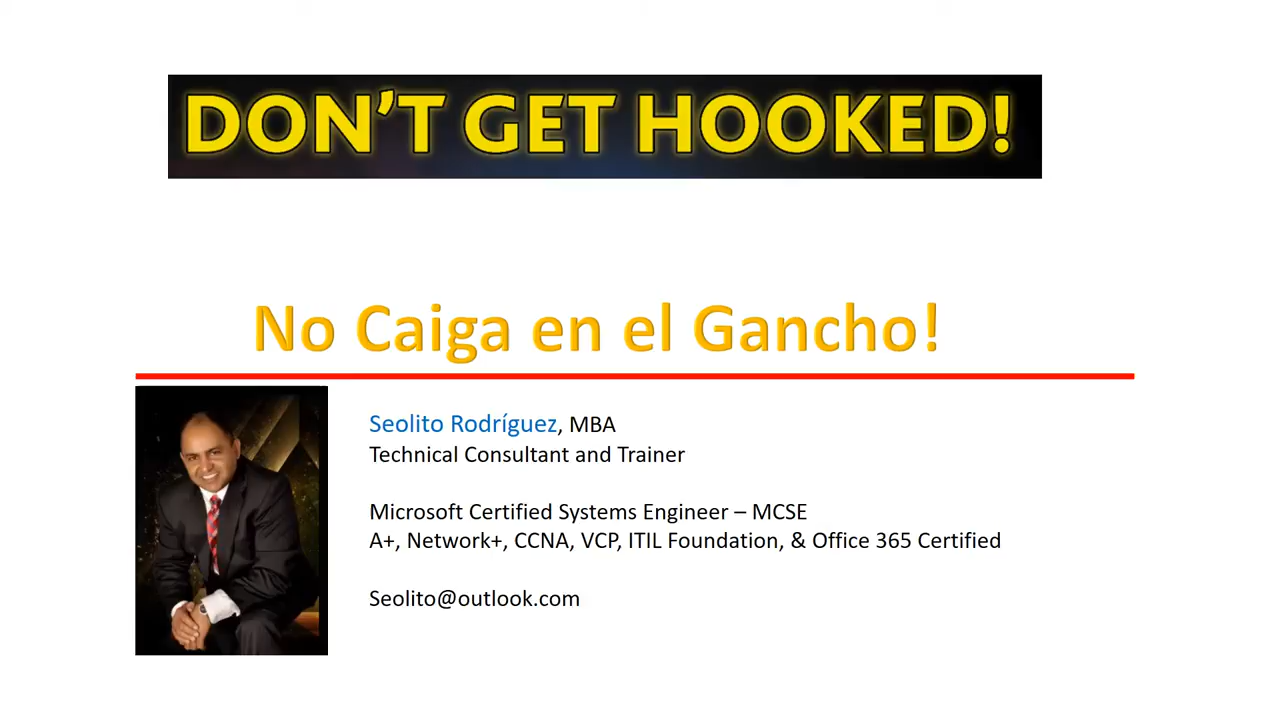 DON'T GET HOOKED!
No Caiga en el Gancho!
Seolito Rodríguez, MBA
Technical Consultant and Trainer
Microsoft Certified Systems Engineer – MCSE
A+, Network+, CCNA, VCP, ITIL Foundation, & Office 365 Certified
Seolito@outlook.com